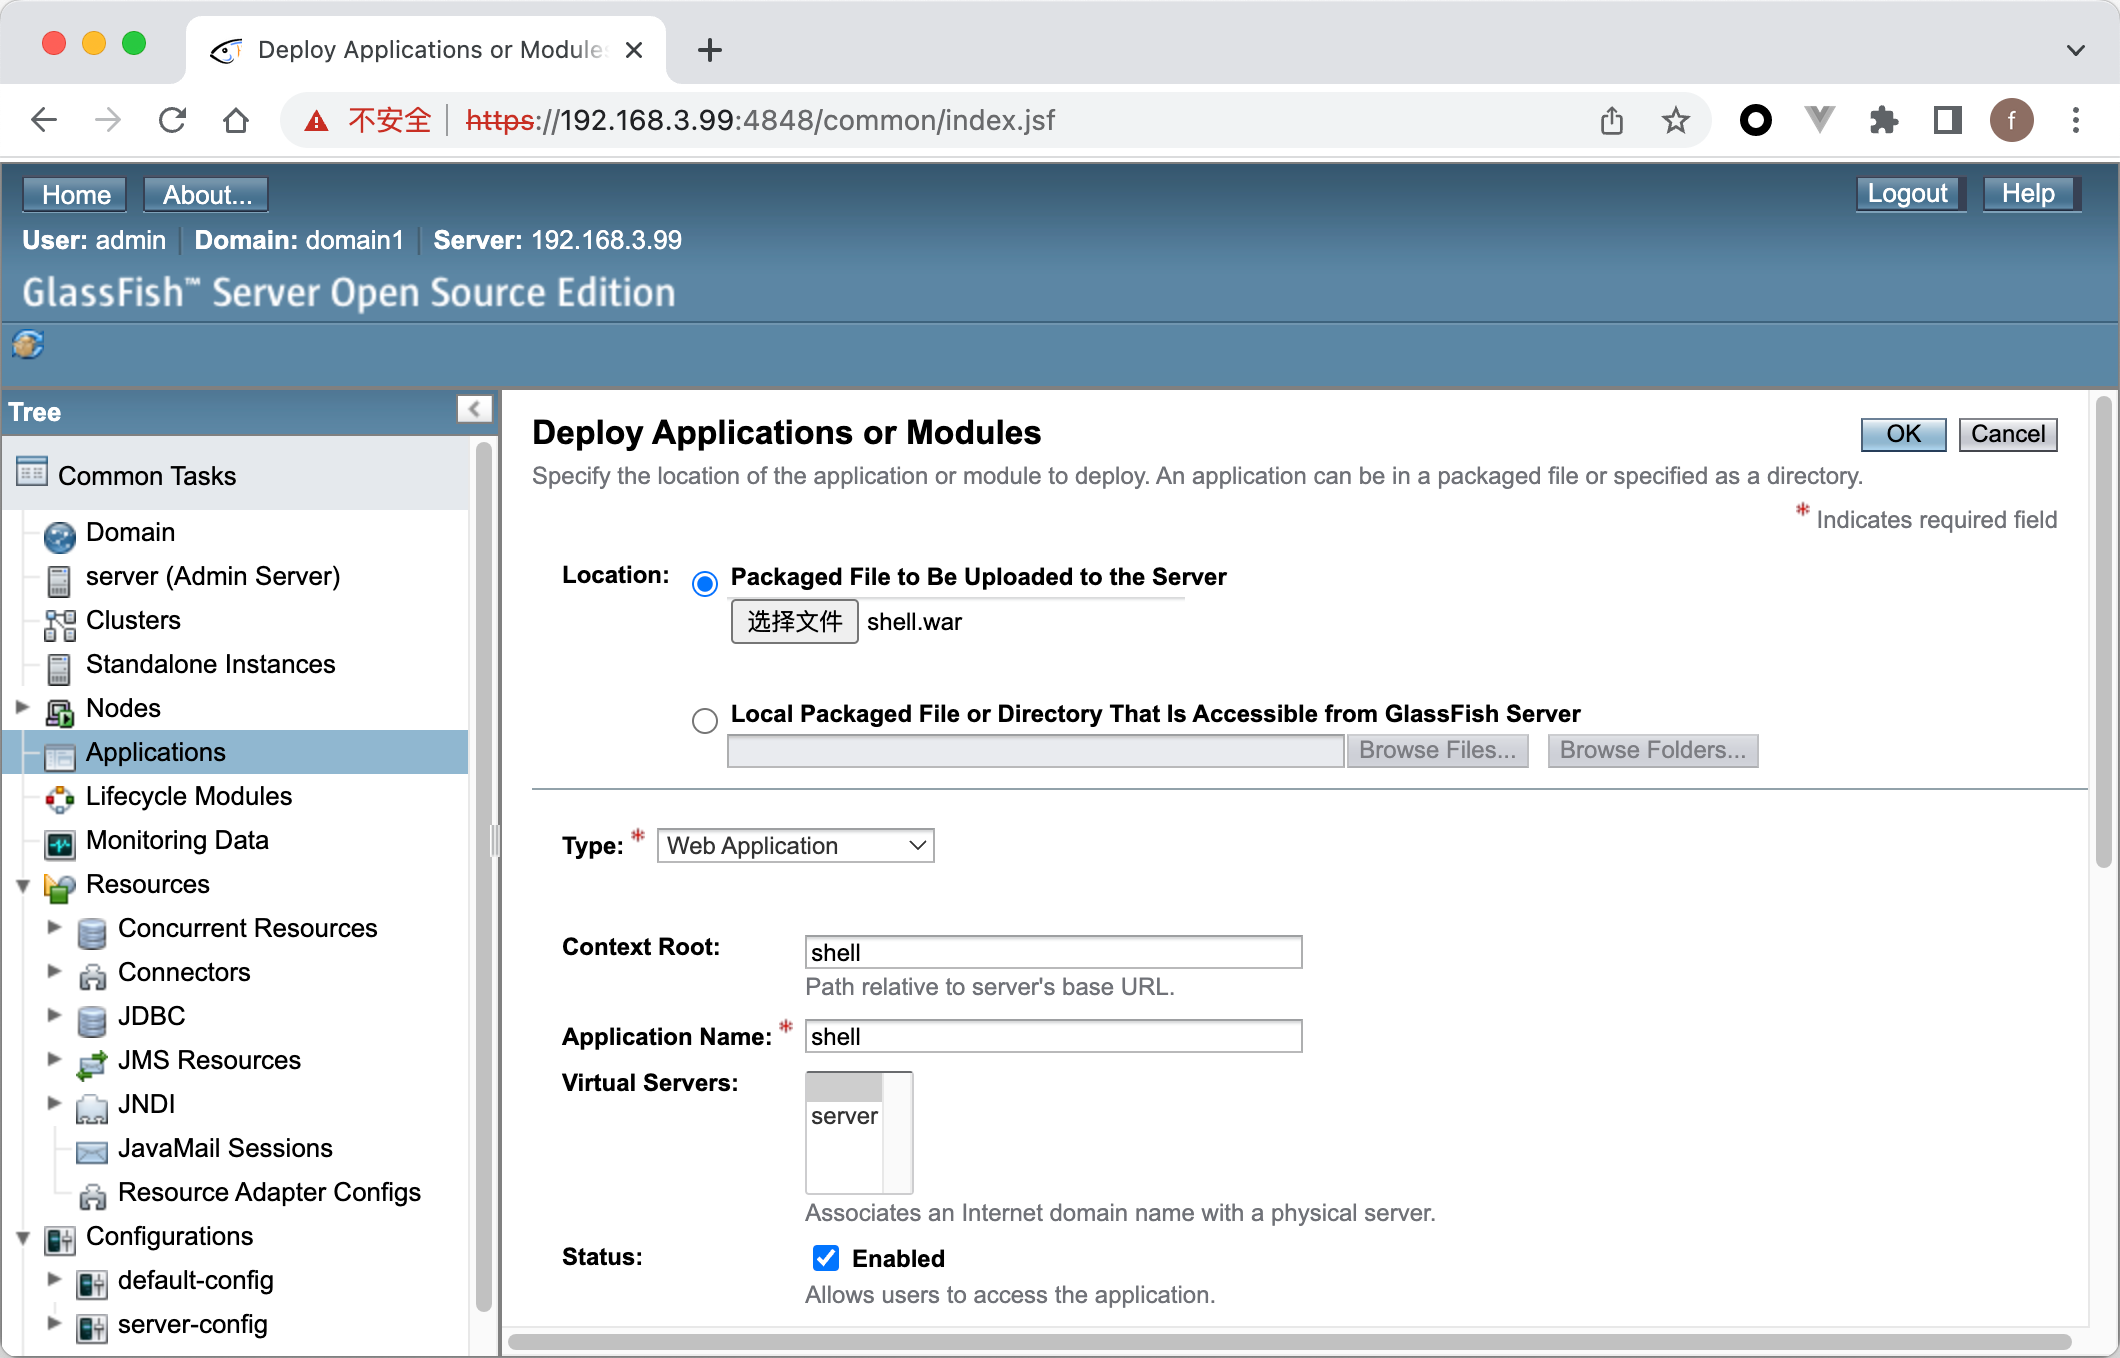 Deploy Applications or Modules
不安全 https://192.168.3.99:4848/common/index.jsf
f
Home About... Logout Help
User: admin Domain: domain1 Server: 192.168.3.99
GlassFish™ Server Open Source Edition
Tree
Common Tasks
Domain
server (Admin Server)
Clusters
Standalone Instances
Nodes
Applications
Lifecycle Modules
Monitoring Data
Resources
Concurrent Resources
Connectors
JDBC
JMS Resources
JNDI
JavaMail Sessions
Resource Adapter Configs
Configurations
default-config
server-config
Deploy Applications or Modules OK Cancel
Specify the location of the application or module to deploy. An application can be in a packaged file or specified as a directory.
* Indicates required field
Location: Packaged File to Be Uploaded to the Server
选择文件 shell.war
Local Packaged File or Directory That Is Accessible from GlassFish Server
Browse Files... Browse Folders...
Type: * Web Application
Context Root: shell
Path relative to server's base URL.
Application Name: * shell
Virtual Servers:
server
Associates an Internet domain name with a physical server.
Status: Enabled
Allows users to access the application.